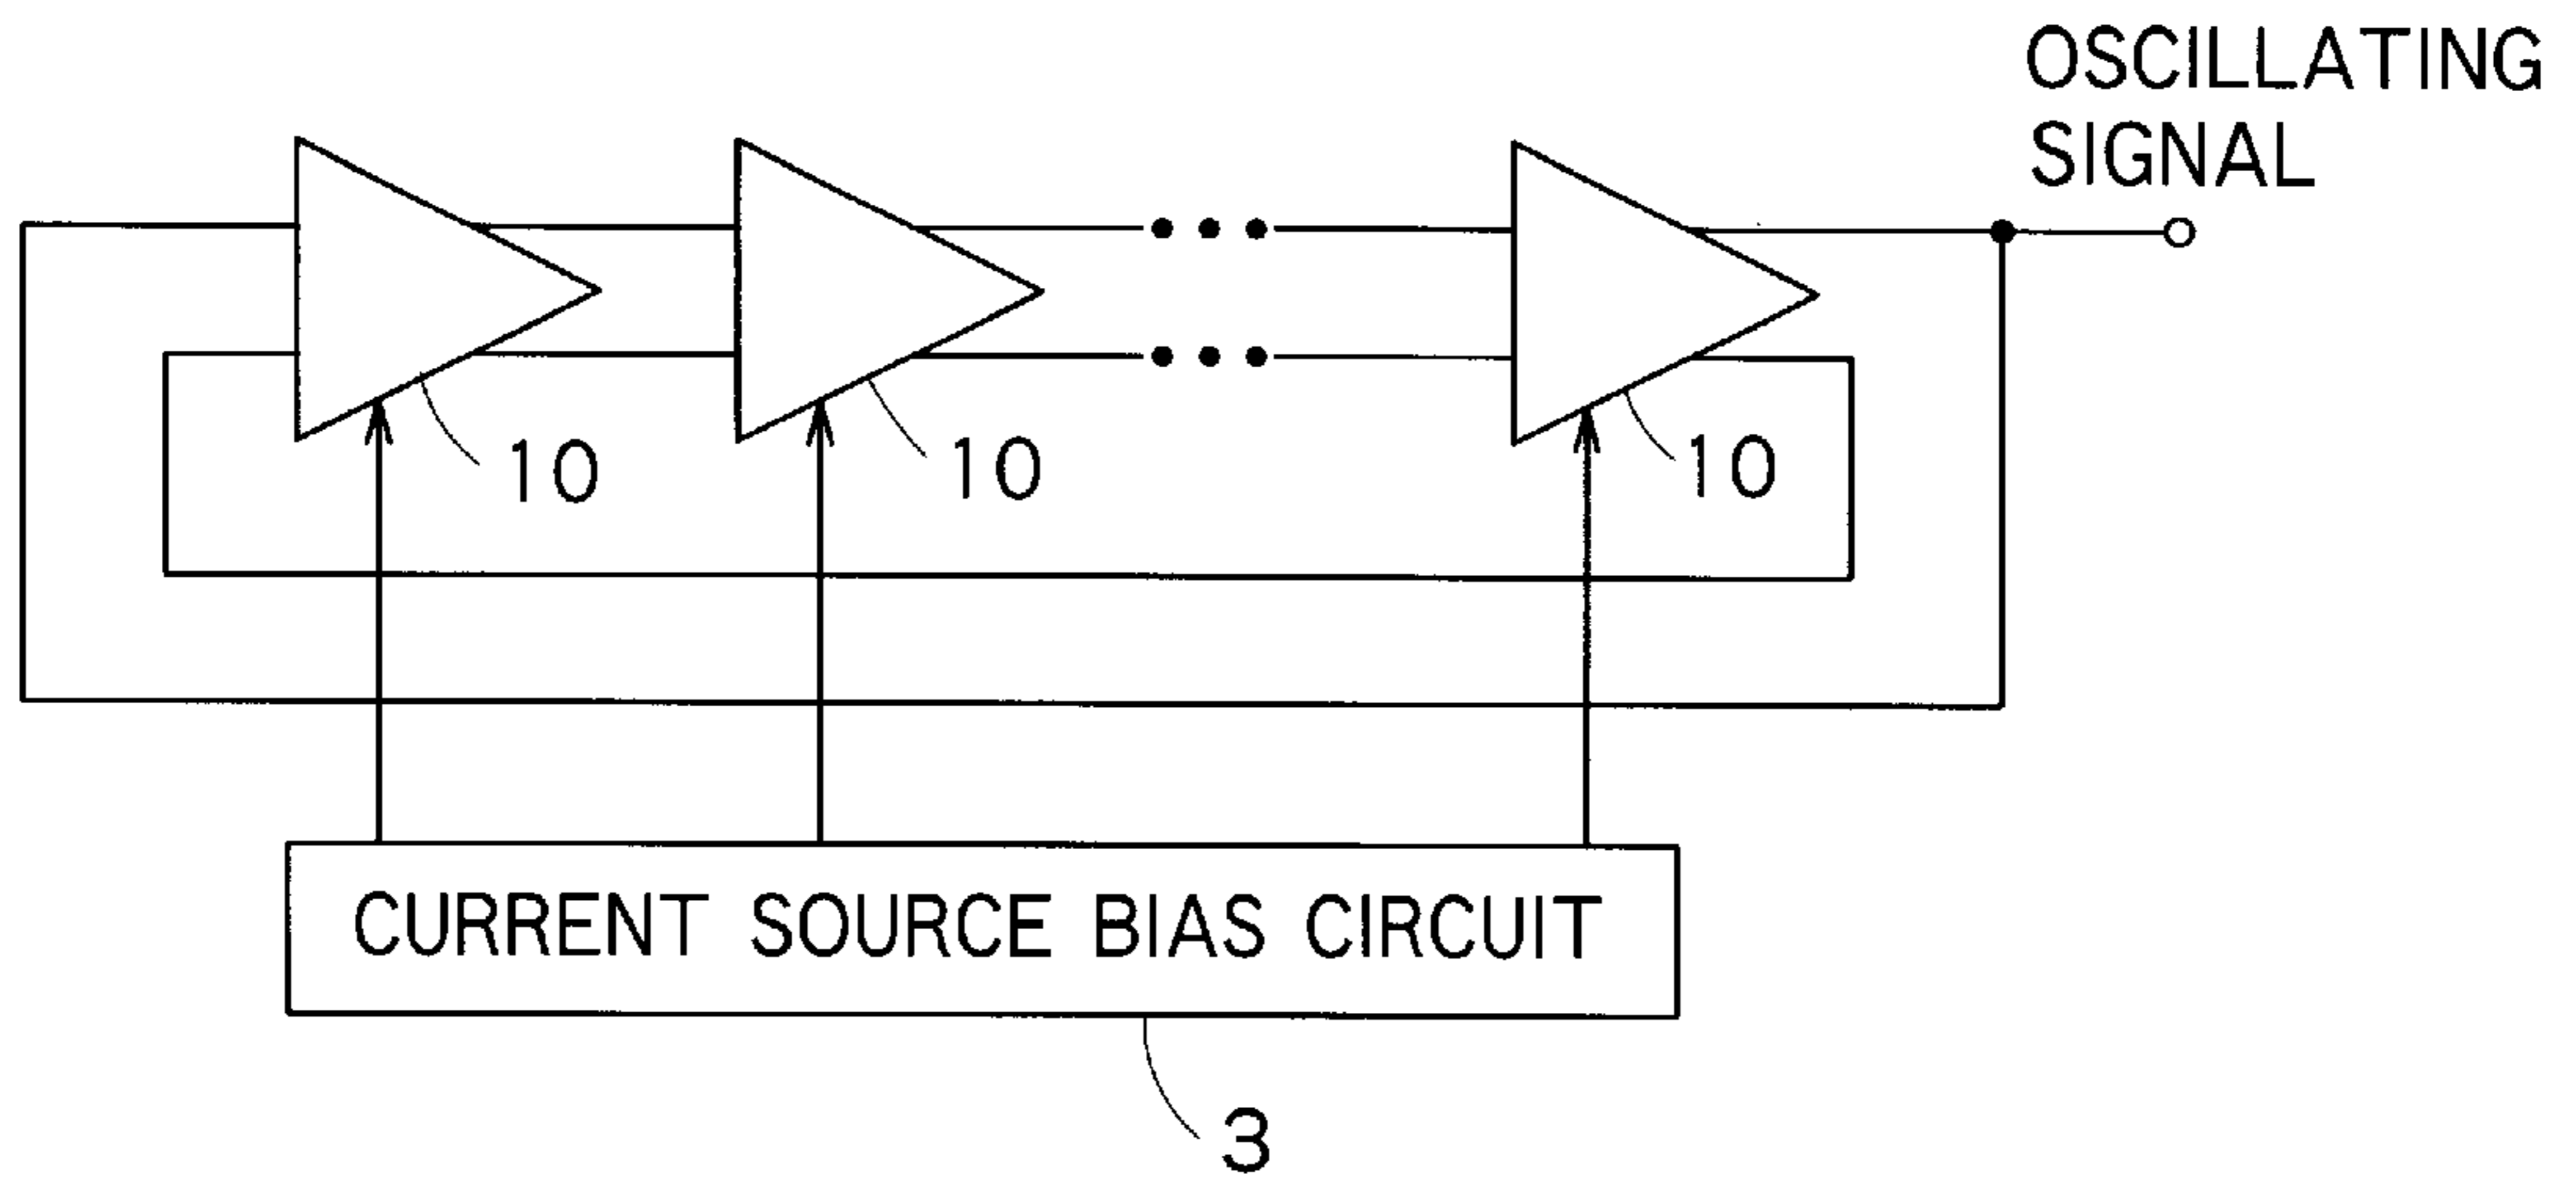 OSCILLATING
SIGNAL
10
10
10
CURRENT SOURCE BIAS CIRCUIT
3